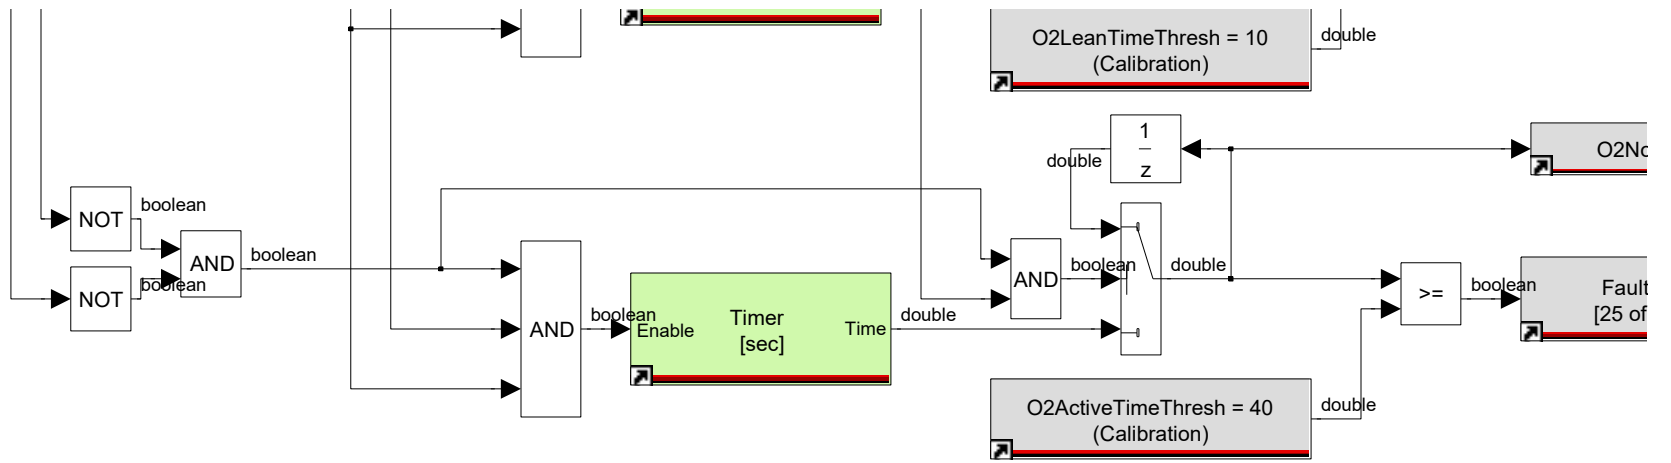 O2LeanTimeThresh = 10
(Calibration)
double
1
z
double
O2No
NOT
boolean
AND
boolean
NOT
boolean
AND
boolean
Enable
Timer
[sec]
Time
double
AND
boolean
double
>=
boolean
Fault
[25 of
O2ActiveTimeThresh = 40
(Calibration)
double